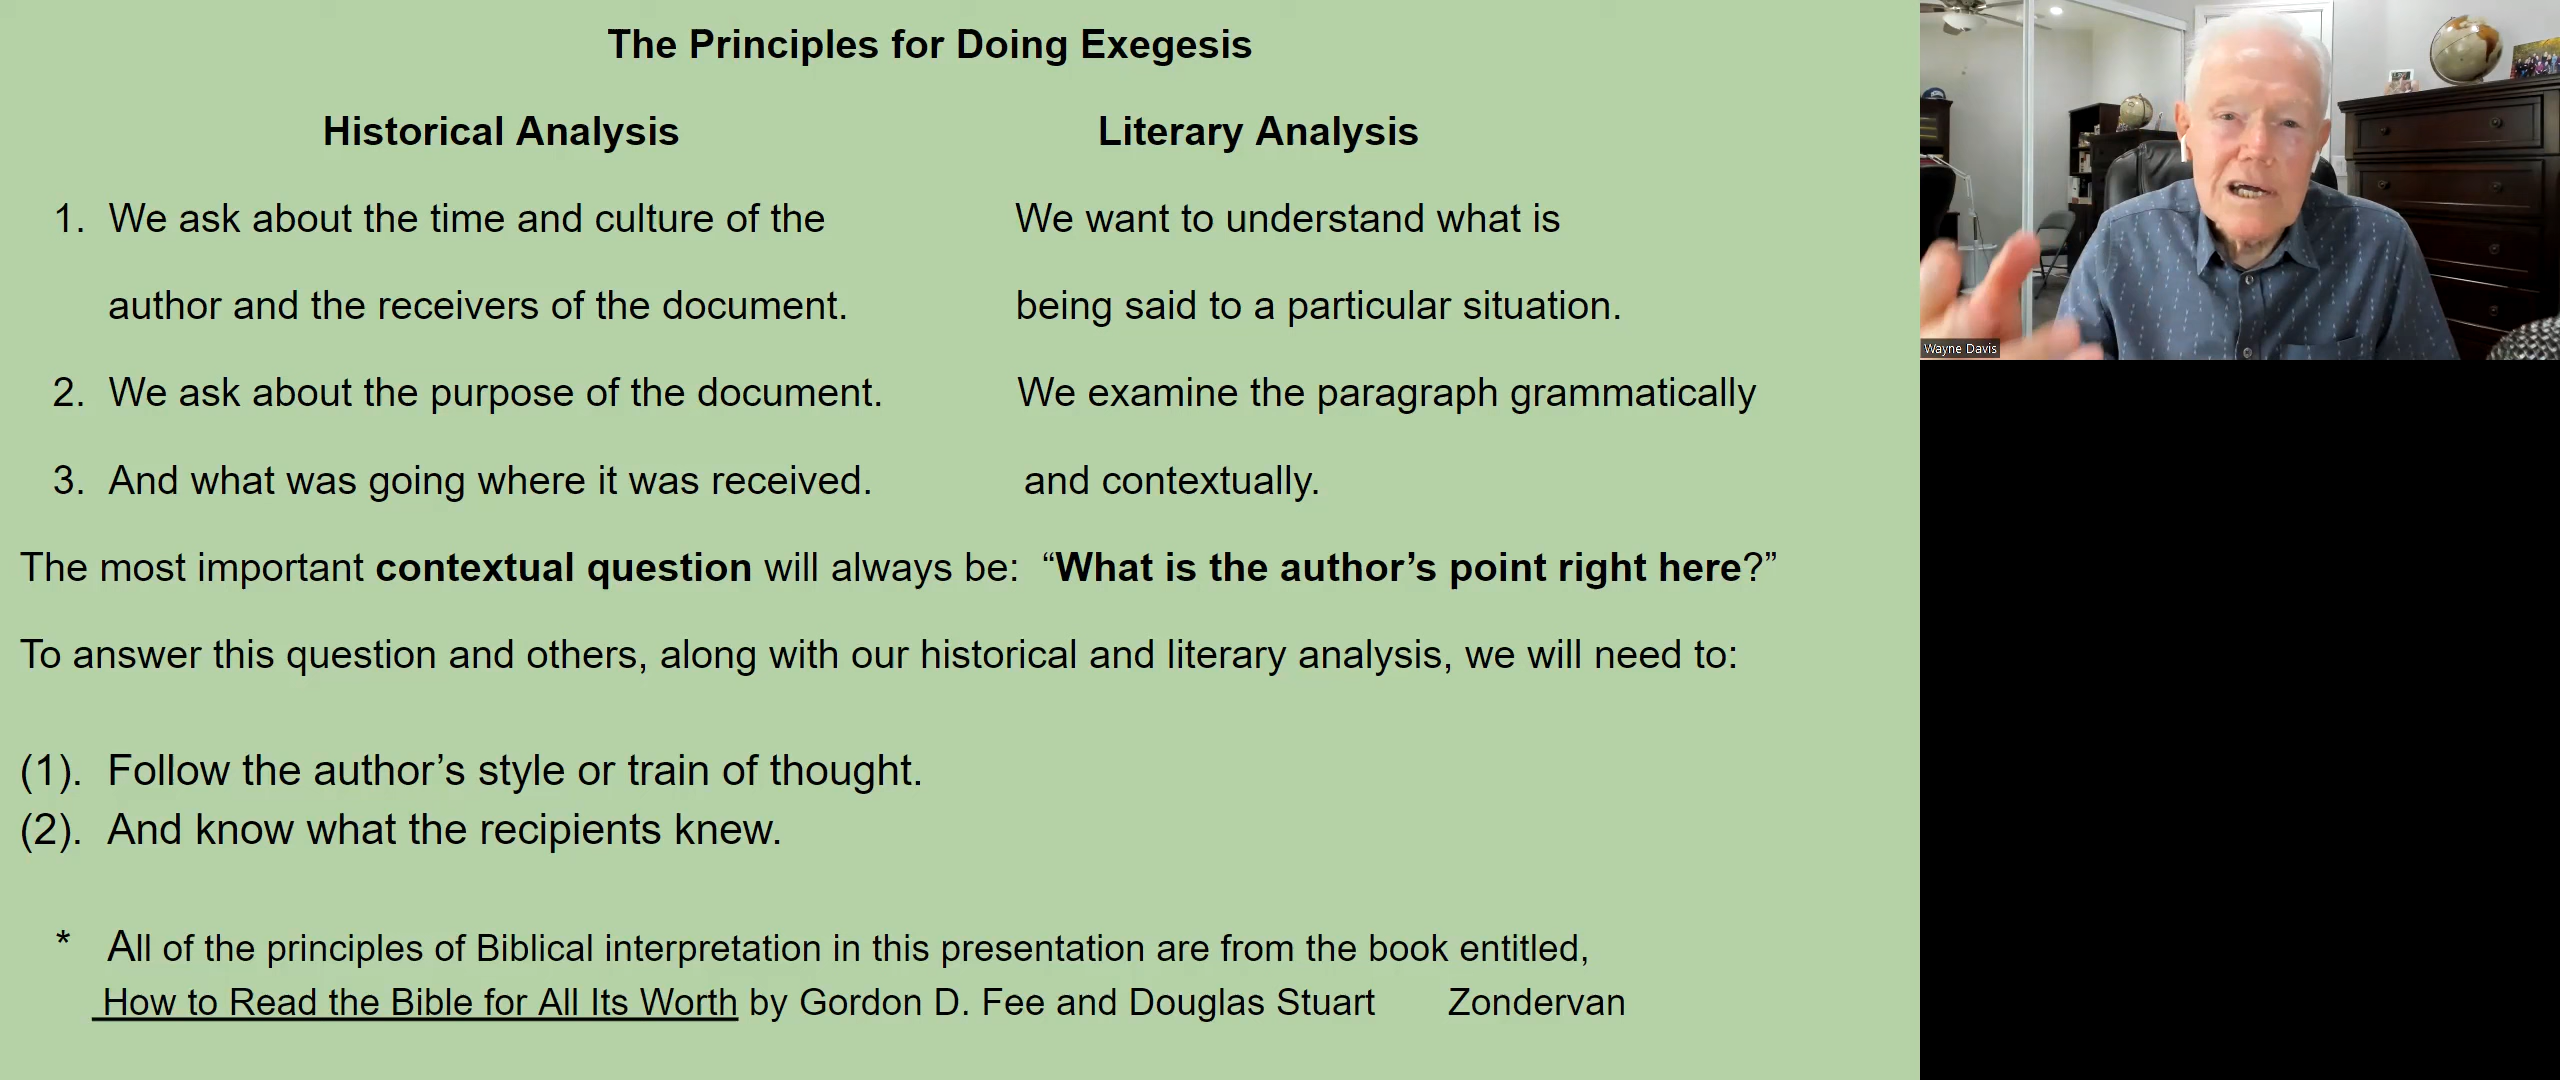 The Principles for Doing Exegesis
Historical Analysis
Literary Analysis
1. We ask about the time and culture of the
author and the receivers of the document.
2. We ask about the purpose of the document.
3. And what was going where it was received.
We want to understand what is
being said to a particular situation.
We examine the paragraph grammatically
and contextually.
The most important contextual question will always be: “What is the author’s point right here?”
To answer this question and others, along with our historical and literary analysis, we will need to:
(1). Follow the author’s style or train of thought.
(2). And know what the recipients knew.
* All of the principles of Biblical interpretation in this presentation are from the book entitled,
How to Read the Bible for All Its Worth by Gordon D. Fee and Douglas Stuart Zondervan
Wayne Davis